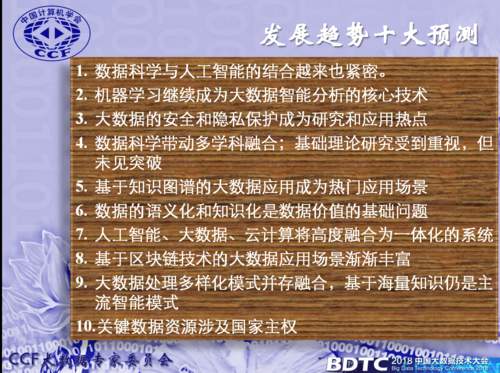 中国计算机学会
CCF
发展趋势十大预测
1. 数据科学与人工智能的结合越来也紧密。
2. 机器学习继续成为大数据智能分析的核心技术
3. 大数据的安全和隐私保护成为研究和应用热点
4. 数据科学带动多学科融合；基础理论研究受到重视，但
未见突破
5. 基于知识图谱的大数据应用成为热门应用场景
6. 数据的语义化和知识化是数据价值的基础问题
7. 人工智能、大数据、云计算将高度融合为一体化的系统
8. 基于区块链技术的大数据应用场景渐渐丰富
9. 大数据处理多样化模式并存融合，基于海量知识仍是主
流智能模式
10.关键数据资源涉及国家主权
CCF大数据专家委员会
BDTC 2018 中国大数据技术大会
Big Data Technology Conference 2018